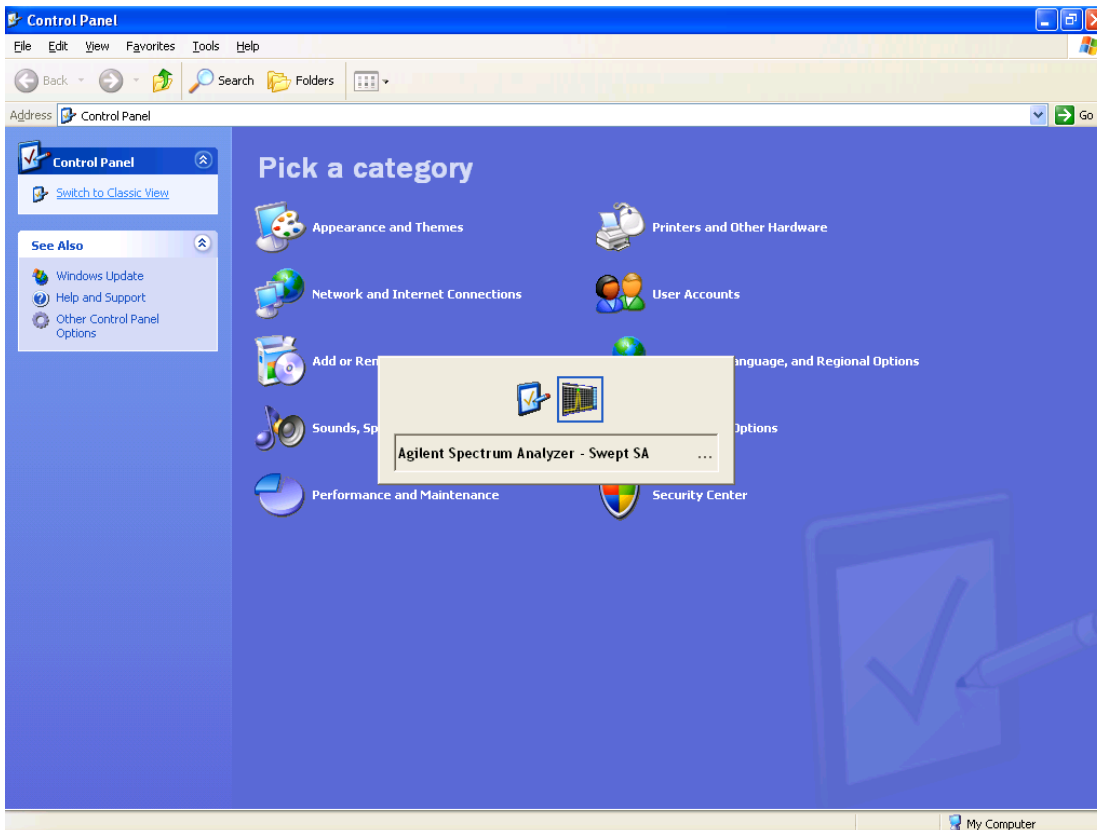 Control Panel
File Edit View Favorites Tools Help
Back Search Folders
Address Control Panel Go
Control Panel
Switch to Classic View
See Also
Windows Update
Help and Support
Other Control Panel
Options
Pick a category
Appearance and Themes
Printers and Other Hardware
Network and Internet Connections
User Accounts
Add or Ren
anguage, and Regional Options
Sounds, Sp
Options
Agilent Spectrum Analyzer - Swept SA ...
Performance and Maintenance
Security Center
My Computer